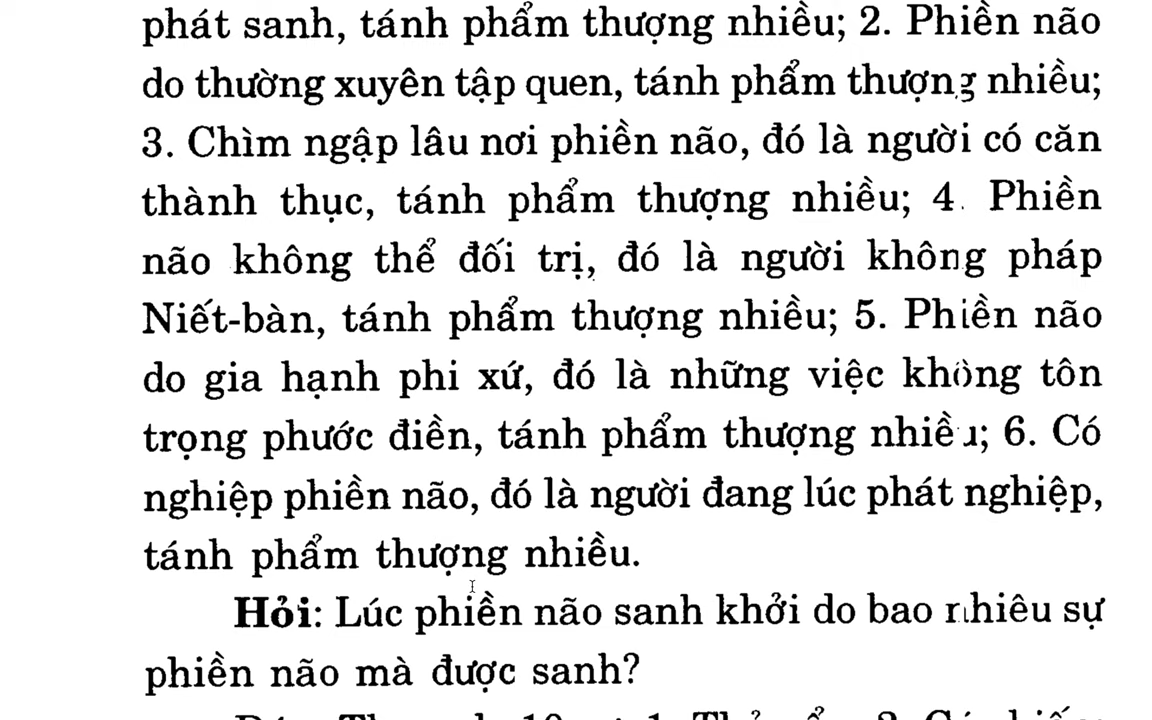 phát sanh, tánh phẩm thượng nhiều; 2. Phiền não
do thường xuyên tập quen, tánh phẩm thượng nhiều;
3. Chìm ngập lâu nơi phiền não, đó là người có căn
thành thục, tánh phẩm thượng nhiều; 4. Phiền
não không thể đối trị, đó là người không pháp
Niết-bàn, tánh phẩm thượng nhiều; 5. Phiền não
do gia hạnh phi xứ, đó là những việc không tôn
trọng phước điền, tánh phẩm thượng nhiều; 6. Có
nghiệp phiền não, đó là người đang lúc phát nghiệp,
tánh phẩm thượng nhiều.
Hỏi: Lúc phiền não sanh khởi do bao nhiêu sự
phiền não mà được sanh?